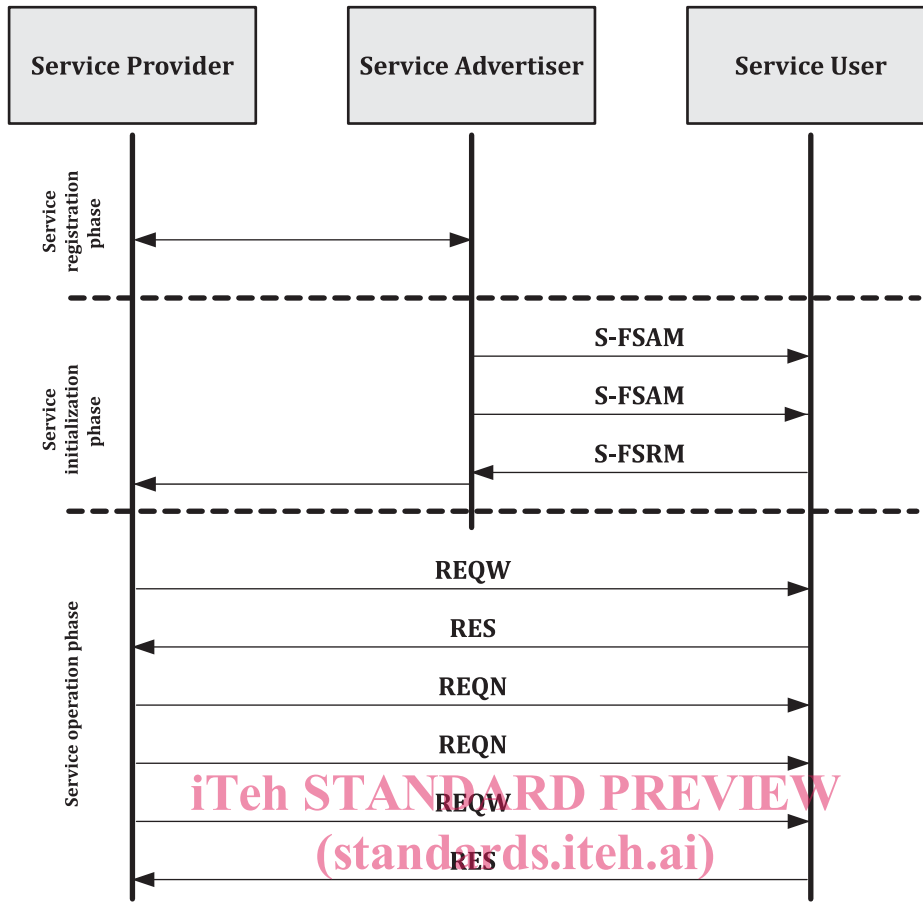 Service Provider
Service Advertiser
Service User
Service
registration
phase
S-FSAM
S-FSAM
S-FSRM
Service
initialization
phase
REQW
RES
REQN
REQN
REQW
RES
Service operation phase
iTeh STANDARD PREVIEW
(standards.iteh.ai)